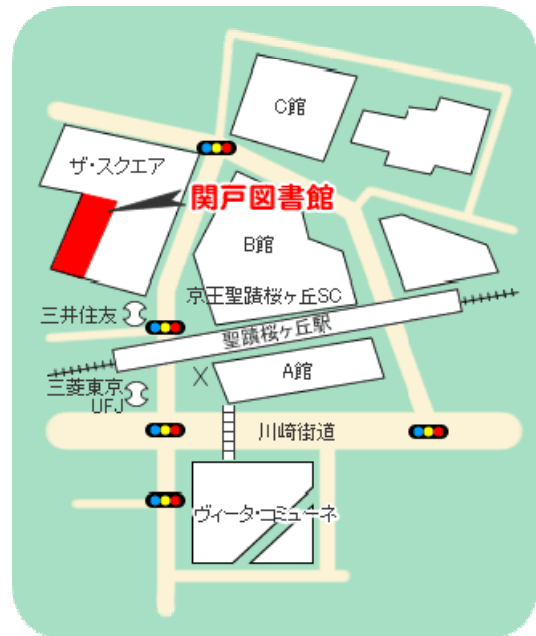 C館
ザ・スクエア
関戸図書館
B館
京王聖蹟桜ヶ丘SC
三井住友
聖蹟桜ヶ丘駅
A館
三菱東京
UFJ
川崎街道
ヴィータ・コミューネ